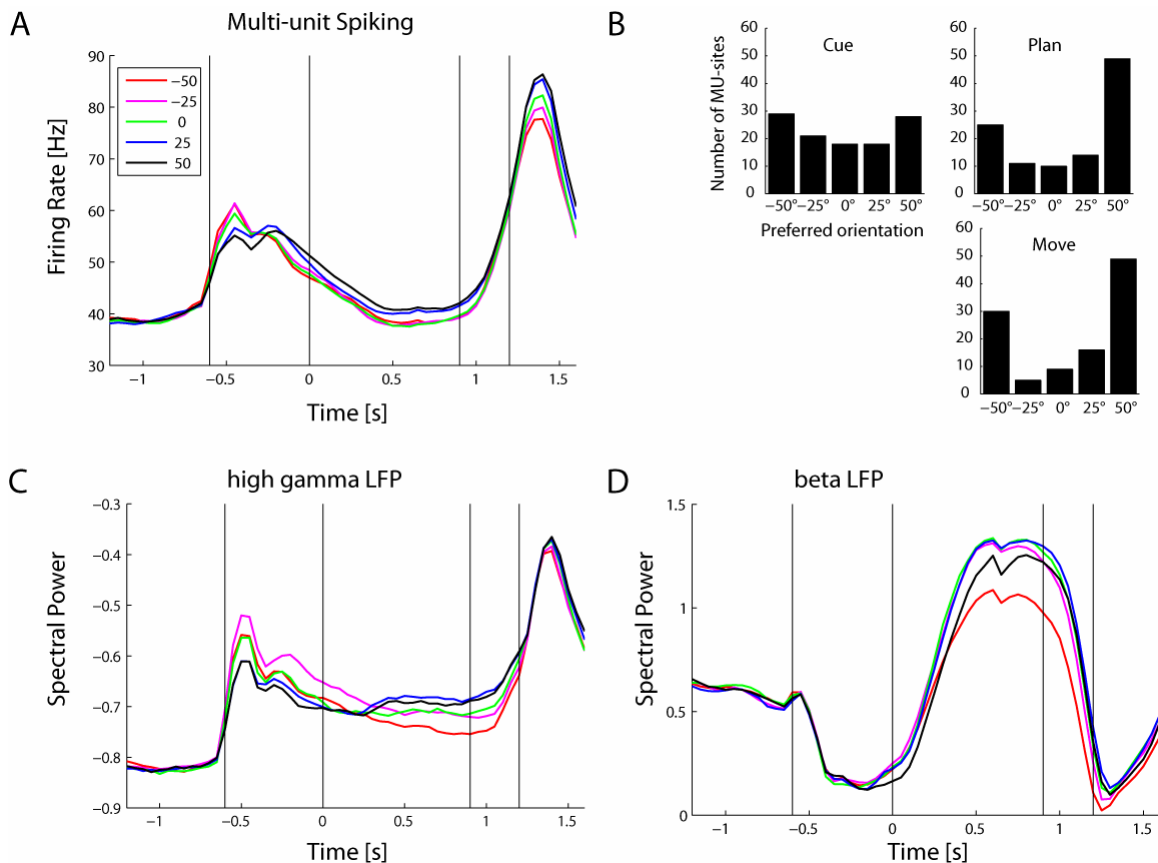 A
Multi-unit Spiking
Firing Rate [Hz]
90
80
70
60
50
40
30
−50
−25
0
25
50
−1
−0.5
0
0.5
1
1.5
Time [s]
B
Number of MU-sites
Cue
60
50
40
30
20
10
0
−50° −25° 0° 25° 50°
Preferred orientation
Plan
60
50
40
30
20
10
0
−50° −25° 0° 25° 50°
Move
60
50
40
30
20
10
0
−50° −25° 0° 25° 50°
C
high gamma LFP
Spectral Power
−0.3
−0.4
−0.5
−0.6
−0.7
−0.8
−0.9
−1
−0.5
0
0.5
1
1.5
Time [s]
D
beta LFP
Spectral Power
1.5
1
0.5
0
−1
−0.5
0
0.5
1
1.5
Time [s]